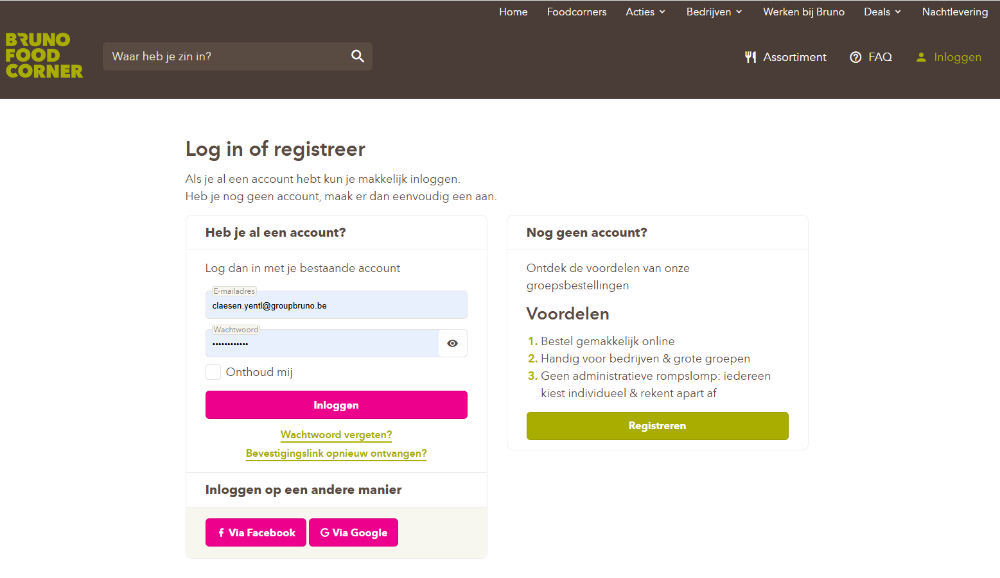 Home Foodcorners Acties Bedrijven Werken bij Bruno Deals Nachtlevering
BRUNO
FOOD
CORNER
Waar heb je zin in?
Assortiment FAQ Inloggen
Log in of registreer
Als je al een account hebt kun je makkelijk inloggen.
Heb je nog geen account, maak er dan eenvoudig een aan.
Heb je al een account?
Log dan in met je bestaande account
E-mailadres
claesen.yentl@groupbruno.be
Wachtwoord
••••••••••••
Onthoud mij
Inloggen
Wachtwoord vergeten?
Bevestigingslink opnieuw ontvangen?
Inloggen op een andere manier
Via Facebook
G Via Google
Nog geen account?
Ontdek de voordelen van onze
groepsbestellingen
Voordelen
1. Bestel gemakkelijk online
2. Handig voor bedrijven & grote groepen
3. Geen administratieve rompslomp: iedereen
kiest individueel & rekent apart af
Registreren